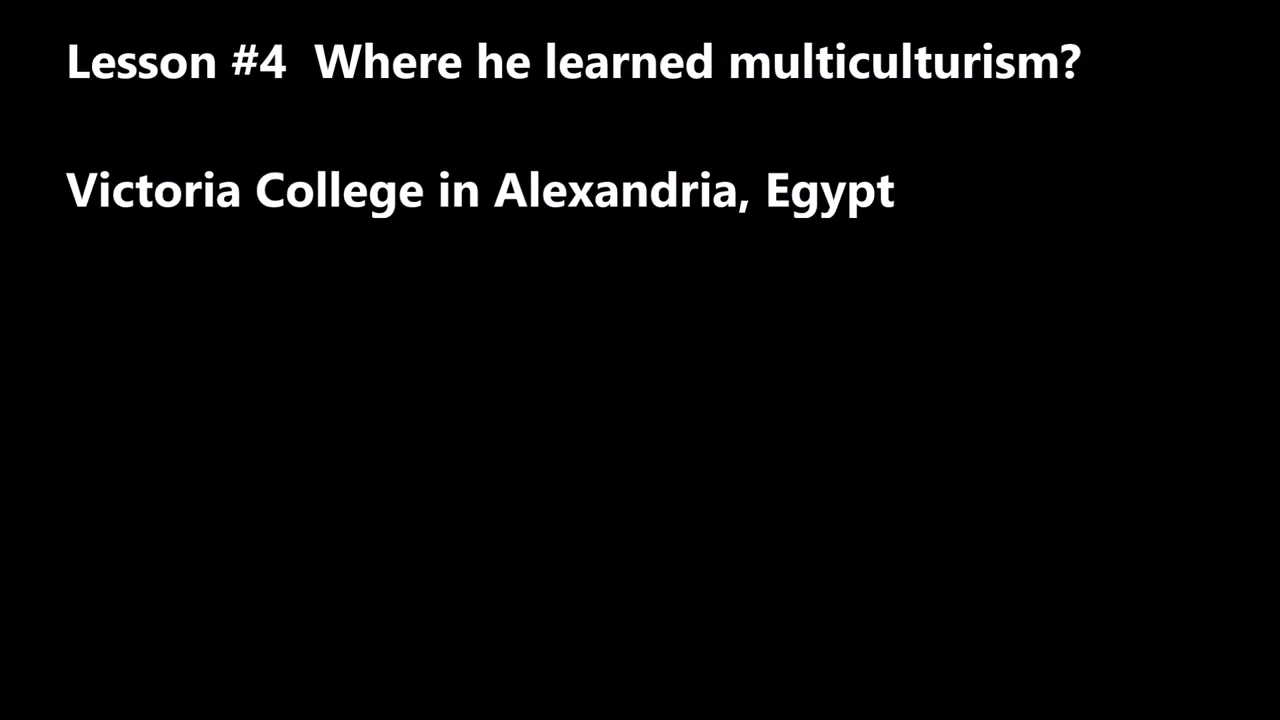 Lesson #4  Where he learned multiculturism?
Victoria College in Alexandria, Egypt